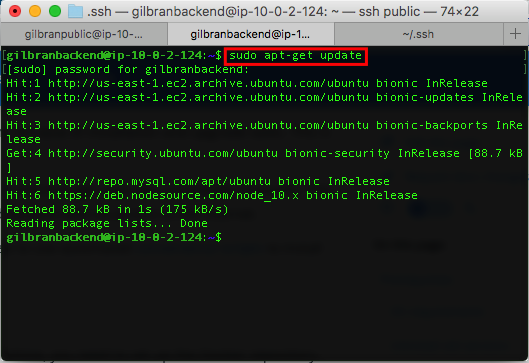 .ssh — gilbranbackend@ip-10-0-2-124: ~ — ssh public — 74×22
gilbranpublic@ip-10-...
gilbranbackend@ip-1...
~/.ssh
+
[gilbranbackend@ip-10-0-2-124:~$ sudo apt-get update ]
[[sudo] password for gilbranbackend: ]
Hit:1 http://us-east-1.ec2.archive.ubuntu.com/ubuntu bionic InRelease
Hit:2 http://us-east-1.ec2.archive.ubuntu.com/ubuntu bionic-updates InRele
ase
Hit:3 http://us-east-1.ec2.archive.ubuntu.com/ubuntu bionic-backports InRe
lease
Get:4 http://security.ubuntu.com/ubuntu bionic-security InRelease [88.7 kB
]
Hit:5 http://repo.mysql.com/apt/ubuntu bionic InRelease
Hit:6 https://deb.nodesource.com/node_10.x bionic InRelease
Fetched 88.7 kB in 1s (175 kB/s)
Reading package lists... Done
gilbranbackend@ip-10-0-2-124:~$